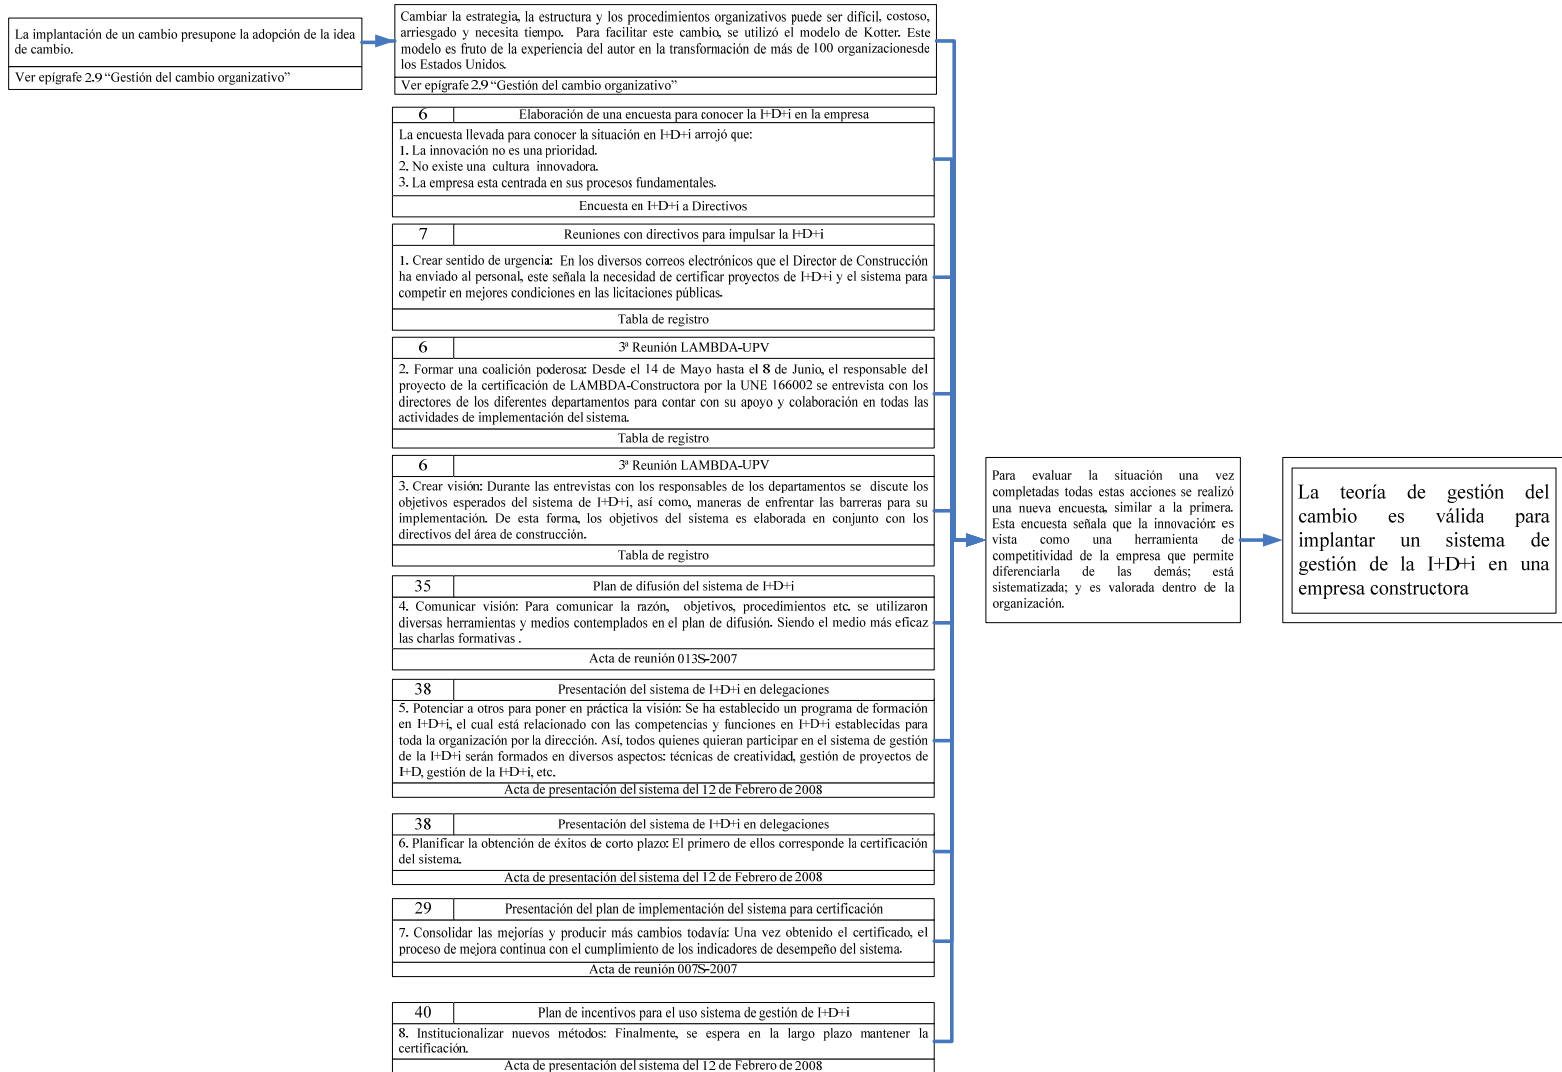 La implantación de un cambio presupone la adopción de la idea
de cambio.
Ver epígrafe 2.9 “Gestión del cambio organizativo”
Cambiar la estrategia, la estructura y los procedimientos organizativos puede ser difícil, costoso,
arriesgado y necesita tiempo. Para facilitar este cambio, se utilizó el modelo de Kotter. Este
modelo es fruto de la experiencia del autor en la transformación de más de 100 organizacionesde
los Estados Unidos.
Ver epígrafe 2.9 “Gestión del cambio organizativo”
6 Elaboración de una encuesta para conocer la I+D+i en la empresa
La encuesta llevada para conocer la situación en I+D+i arrojó que:
1. La innovación no es una prioridad.
2. No existe una cultura innovadora.
3. La empresa esta centrada en sus procesos fundamentales.
Encuesta en I+D+i a Directivos
7 Reuniones con directivos para impulsar la I+D+i
1. Crear sentido de urgencia: En los diversos correos electrónicos que el Director de Construcción
ha enviado al personal, este señala la necesidad de certificar proyectos de I+D+i y el sistema para
competir en mejores condiciones en las licitaciones públicas.
Tabla de registro
6 3ª Reunión LAMBDA-UPV
2. Formar una coalición poderosa: Desde el 14 de Mayo hasta el 8 de Junio, el responsable del
proyecto de la certificación de LAMBDA-Constructora por la UNE 166002 se entrevista con los
directores de los diferentes departamentos para contar con su apoyo y colaboración en todas las
actividades de implementación del sistema.
Tabla de registro
6 3ª Reunión LAMBDA-UPV
3. Crear visión: Durante las entrevistas con los responsables de los departamentos se discute los
objetivos esperados del sistema de I+D+i, así como, maneras de enfrentar las barreras para su
implementación. De esta forma, los objetivos del sistema es elaborada en conjunto con los
directivos del área de construcción.
Tabla de registro
35 Plan de difusión del sistema de I+D+i
4. Comunicar visión: Para comunicar la razón, objetivos, procedimientos etc. se utilizaron
diversas herramientas y medios contemplados en el plan de difusión. Siendo el medio más eficaz
las charlas formativas .
Acta de reunión 013S-2007
38 Presentación del sistema de I+D+i en delegaciones
5. Potenciar a otros para poner en práctica la visión: Se ha establecido un programa de formación
en I+D+i, el cual está relacionado con las competencias y funciones en I+D+i establecidas para
toda la organización por la dirección. Así, todos quienes quieran participar en el sistema de gestión
de la I+D+i serán formados en diversos aspectos: técnicas de creatividad, gestión de proyectos de
I+D, gestión de la I+D+i, etc.
Acta de presentación del sistema del 12 de Febrero de 2008
38 Presentación del sistema de I+D+i en delegaciones
6. Planificar la obtención de éxitos de corto plazo: El primero de ellos corresponde la certificación
del sistema.
Acta de presentación del sistema del 12 de Febrero de 2008
29 Presentación del plan de implementación del sistema para certificación
7. Consolidar las mejorías y producir más cambios todavía: Una vez obtenido el certificado, el
proceso de mejora continua con el cumplimiento de los indicadores de desempeño del sistema.
Acta de reunión 007S-2007
40 Plan de incentivos para el uso sistema de gestión de I+D+i
8. Institucionalizar nuevos métodos: Finalmente, se espera en la largo plazo mantener la
certificación.
Acta de presentación del sistema del 12 de Febrero de 2008
Para evaluar la situación una vez
completadas todas estas acciones se realizó
una nueva encuesta, similar a la primera.
Esta encuesta señala que la innovación: es
vista como una herramienta de
competitividad de la empresa que permite
diferenciarla de las demás; está
sistematizada; y es valorada dentro de la
organización.
La teoría de gestión del
cambio es válida para
implantar un sistema de
gestión de la I+D+i en una
empresa constructora